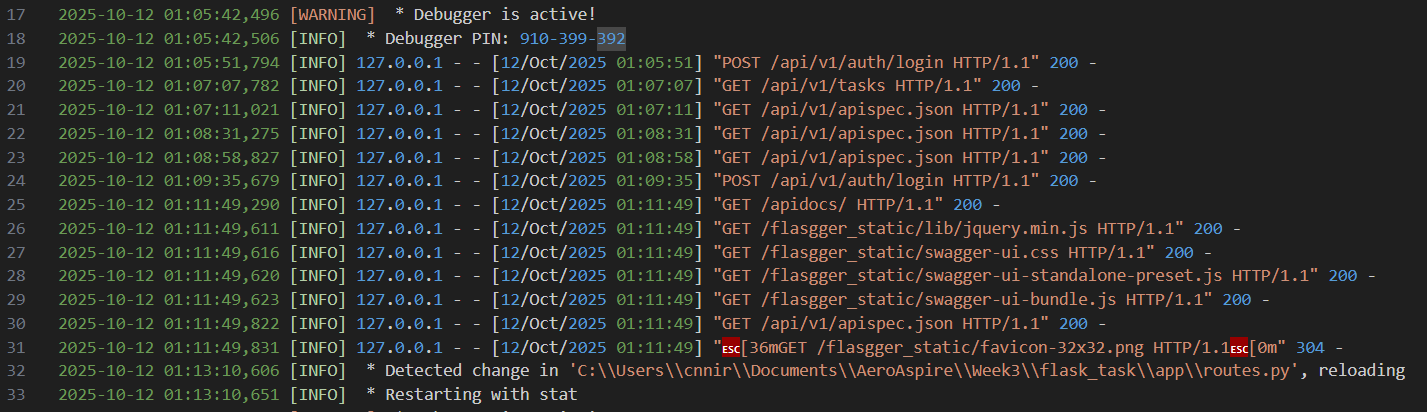 17 2025-10-12 01:05:42,496 [WARNING]  * Debugger is active!
18 2025-10-12 01:05:42,506 [INFO]  * Debugger PIN: 910-399-392
19 2025-10-12 01:05:51,794 [INFO] 127.0.0.1 - - [12/Oct/2025 01:05:51] "POST /api/v1/auth/login HTTP/1.1" 200 -
20 2025-10-12 01:07:07,782 [INFO] 127.0.0.1 - - [12/Oct/2025 01:07:07] "GET /api/v1/tasks HTTP/1.1" 200 -
21 2025-10-12 01:07:11,021 [INFO] 127.0.0.1 - - [12/Oct/2025 01:07:11] "GET /api/v1/apispec.json HTTP/1.1" 200 -
22 2025-10-12 01:08:31,275 [INFO] 127.0.0.1 - - [12/Oct/2025 01:08:31] "GET /api/v1/apispec.json HTTP/1.1" 200 -
23 2025-10-12 01:08:58,827 [INFO] 127.0.0.1 - - [12/Oct/2025 01:08:58] "GET /api/v1/apispec.json HTTP/1.1" 200 -
24 2025-10-12 01:09:35,679 [INFO] 127.0.0.1 - - [12/Oct/2025 01:09:35] "POST /api/v1/auth/login HTTP/1.1" 200 -
25 2025-10-12 01:11:49,290 [INFO] 127.0.0.1 - - [12/Oct/2025 01:11:49] "GET /apidocs/ HTTP/1.1" 200 -
26 2025-10-12 01:11:49,611 [INFO] 127.0.0.1 - - [12/Oct/2025 01:11:49] "GET /flasgger_static/lib/jquery.min.js HTTP/1.1" 200 -
27 2025-10-12 01:11:49,616 [INFO] 127.0.0.1 - - [12/Oct/2025 01:11:49] "GET /flasgger_static/swagger-ui.css HTTP/1.1" 200 -
28 2025-10-12 01:11:49,620 [INFO] 127.0.0.1 - - [12/Oct/2025 01:11:49] "GET /flasgger_static/swagger-ui-standalone-preset.js HTTP/1.1" 200 -
29 2025-10-12 01:11:49,623 [INFO] 127.0.0.1 - - [12/Oct/2025 01:11:49] "GET /flasgger_static/swagger-ui-bundle.js HTTP/1.1" 200 -
30 2025-10-12 01:11:49,822 [INFO] 127.0.0.1 - - [12/Oct/2025 01:11:49] "GET /api/v1/apispec.json HTTP/1.1" 200 -
31 2025-10-12 01:11:49,831 [INFO] 127.0.0.1 - - [12/Oct/2025 01:11:49] "ESC[36mGET /flasgger_static/favicon-32x32.png HTTP/1.1ESC[0m" 304 -
32 2025-10-12 01:13:10,606 [INFO]  * Detected change in 'C:\\Users\\cnnir\\Documents\\AeroAspire\\Week3\\flask_task\\app\\routes.py', reloading
33 2025-10-12 01:13:10,651 [INFO]  * Restarting with stat